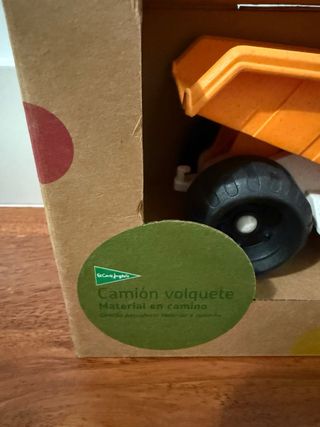 El Corte Inglés
Camión volquete
Material en camino